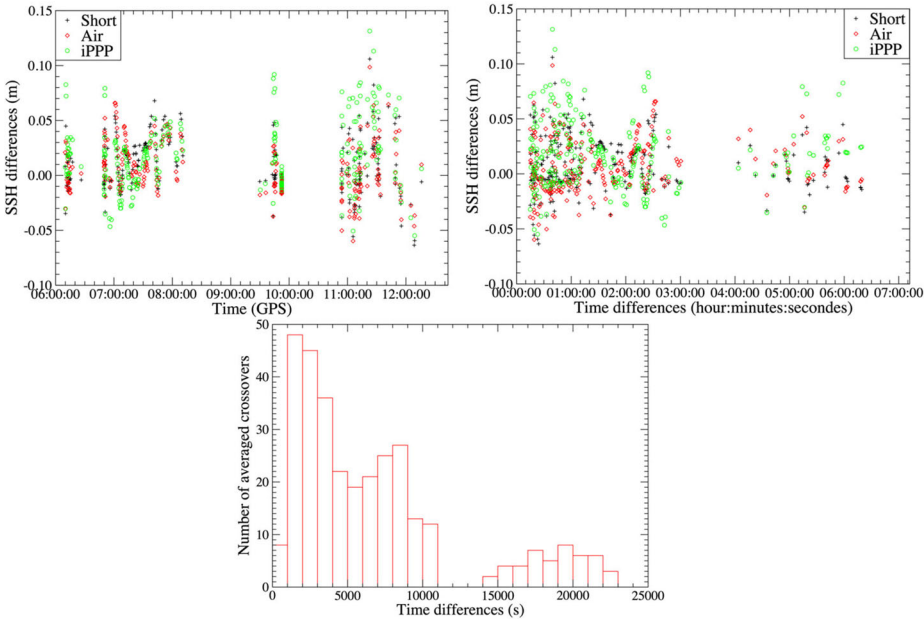 + Short
◇ Air
○ iPPP
SSH differences (m)
0.15
0.10
0.05
0.00
-0.05
-0.10
06:00:00 07:00:00 08:00:00 09:00:00 10:00:00 11:00:00 12:00:00
Time (GPS)
+ Short
◇ Air
○ iPPP
SSH differences (m)
0.15
0.10
0.05
0.00
-0.05
-0.10
00:00:00 01:00:00 02:00:00 03:00:00 04:00:00 05:00:00 06:00:00 07:00:00
Time differences (hour:minutes:secondes)
Number of averaged crossovers
50
40
30
20
10
0
0 5000 10000 15000 20000 25000
Time differences (s)